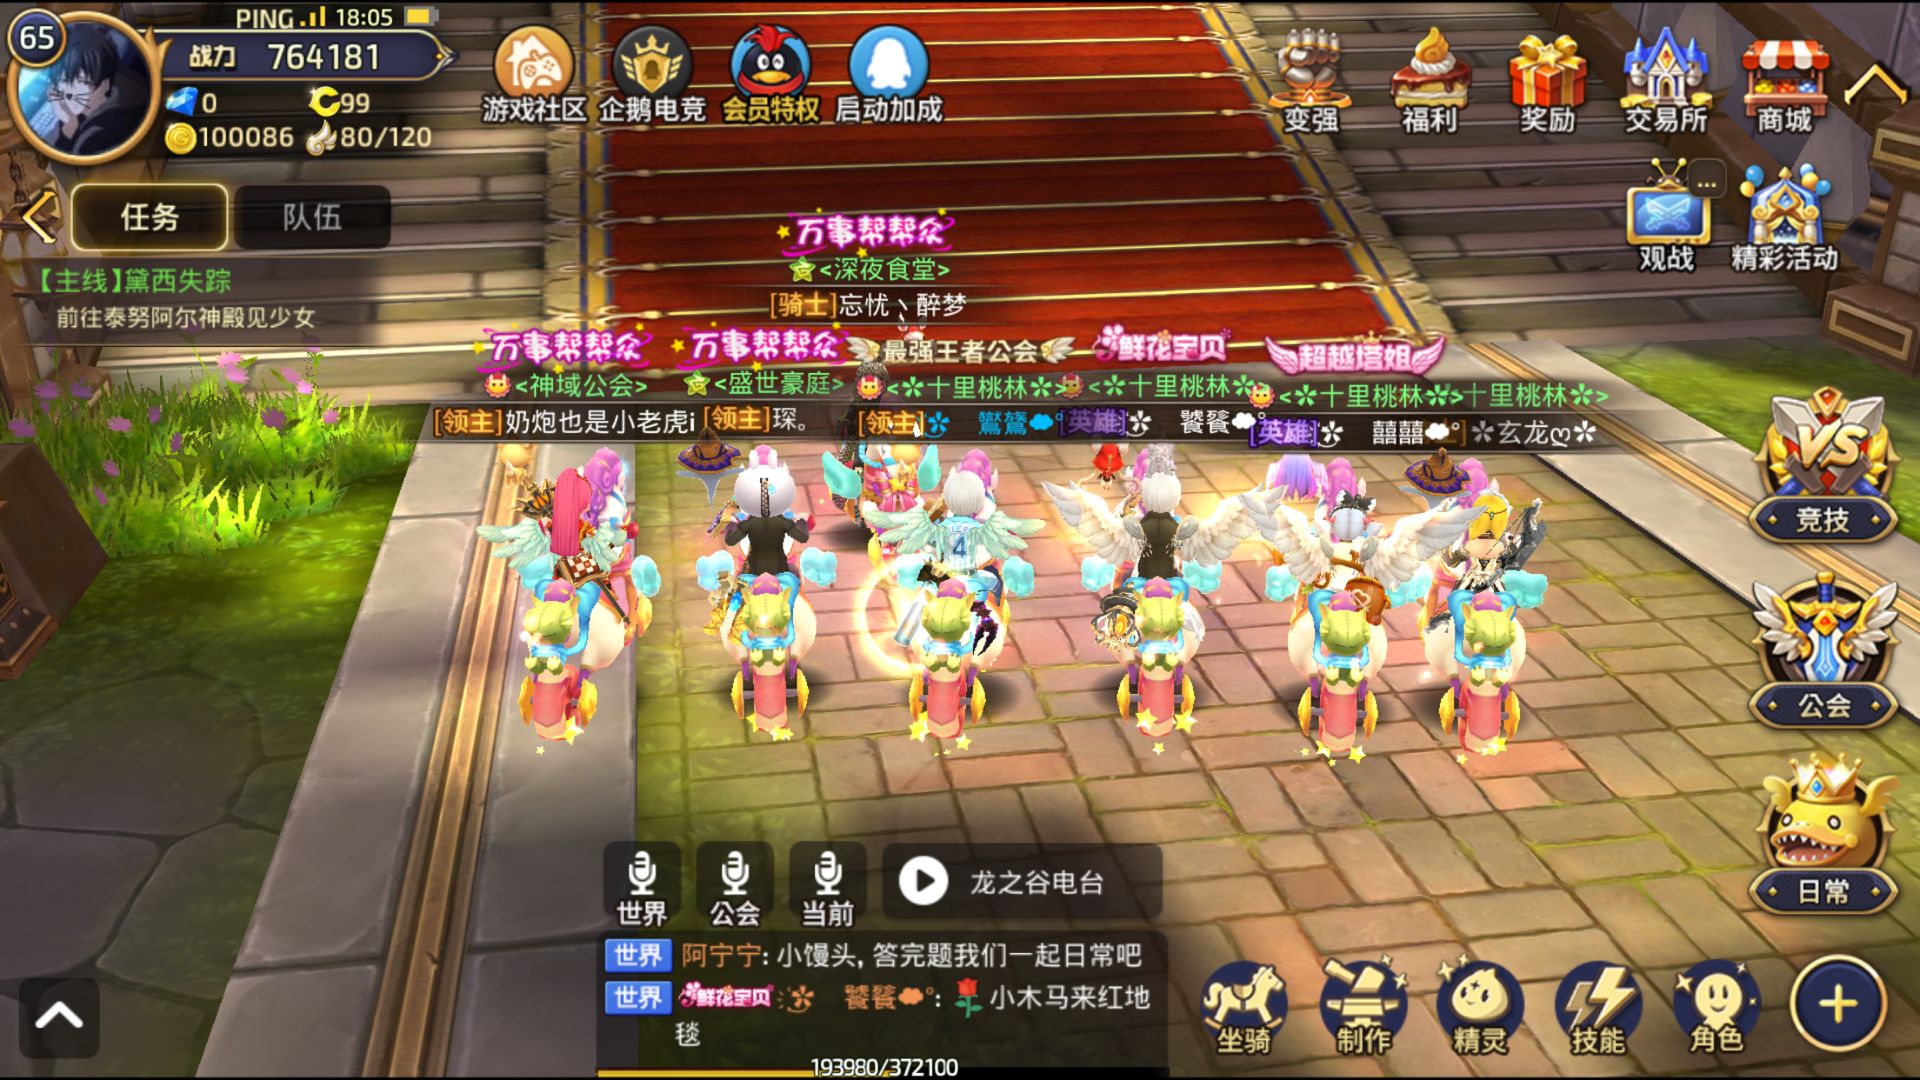 PING 18:05
65
战力 764181
0 99
100086 80/120
游戏社区 企鹅电竞 会员特权 启动加成
变强 福利 奖励 交易所 商城
观战 精彩活动
任务 队伍
【主线】黛西失踪
前往泰努阿尔神殿见少女
万事帮帮众
<深夜食堂>
[骑士]忘忧丶醉梦
万事帮帮众 万事帮帮众 最强王者公会 鲜花宝贝 超越塔姐
<神域公会> <盛世豪庭> <✲十里桃林✲> <✲十里桃林✲> <✲十里桃林✲> 十里桃林✲>
[领主]奶炮也是小老虎i [领主]琛。 [领主]✲ [英雄]✲ 饕餮 [英雄]✲ 囍囍 ✲玄龙ღ✲
LER
4
VS
竞技
公会
日常
世界 公会 当前 龙之谷电台
世界 阿宁宁: 小馒头, 答完题我们一起日常吧
世界 鲜花宝贝 ✲ 饕餮 : 小木马来红地
毯
193980/372100
坐骑 制作 精灵 技能 角色